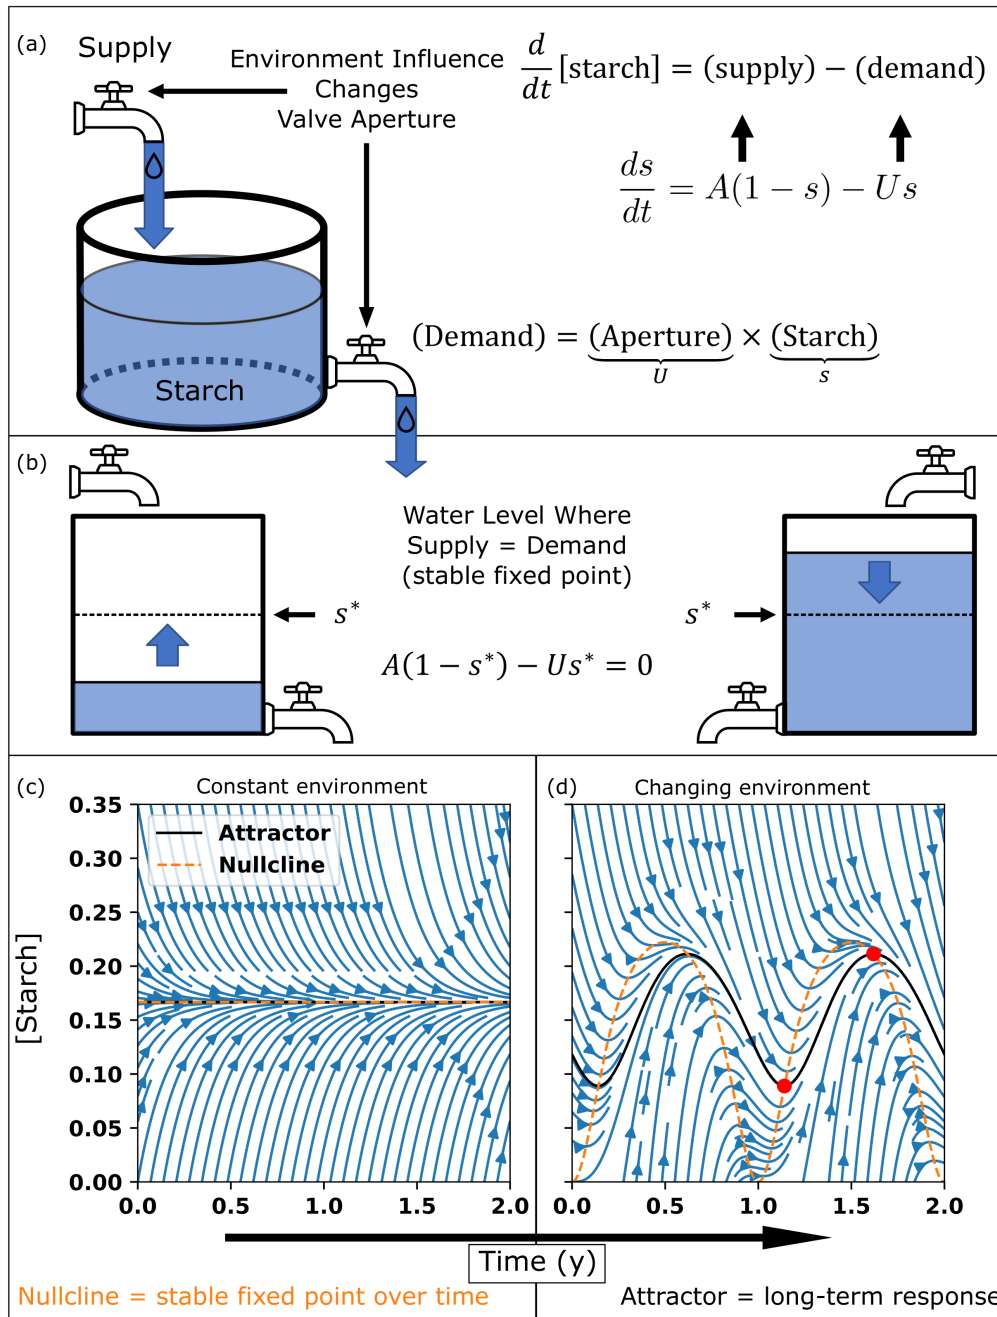 (a)
Supply
Environment Influence
Changes
Valve Aperture
d/dt [starch] = (supply) − (demand)
ds/dt = A(1 − s) − Us
(Demand) = (Aperture) × (Starch)
U s
Starch
(b)
Water Level Where
Supply = Demand
(stable fixed point)
s* s*
A(1 − s*) − Us* = 0
(c) Constant environment
(d) Changing environment
Attractor
Nullcline
[Starch]
0.35
0.30
0.25
0.20
0.15
0.10
0.05
0.00
0.0 0.5 1.0 1.5 2.0
0.0 0.5 1.0 1.5 2.0
Time (y)
Nullcline = stable fixed point over time
Attractor = long-term response